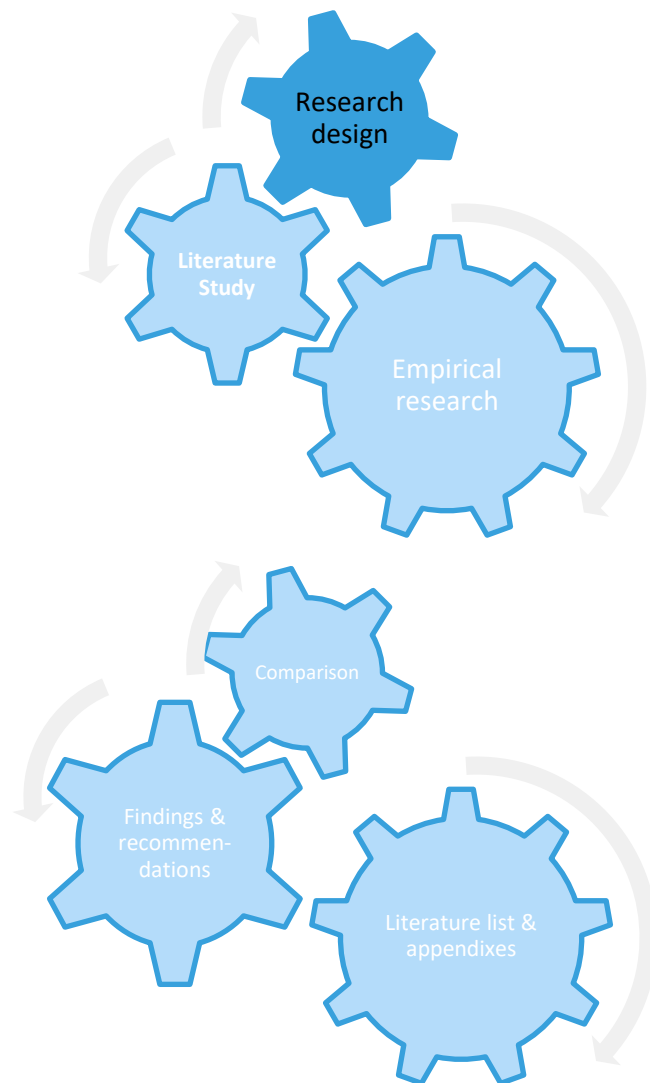 Research
design
Literature
Study
Empirical
research
Comparison
Findings &
recommen-
dations
Literature list &
appendixes